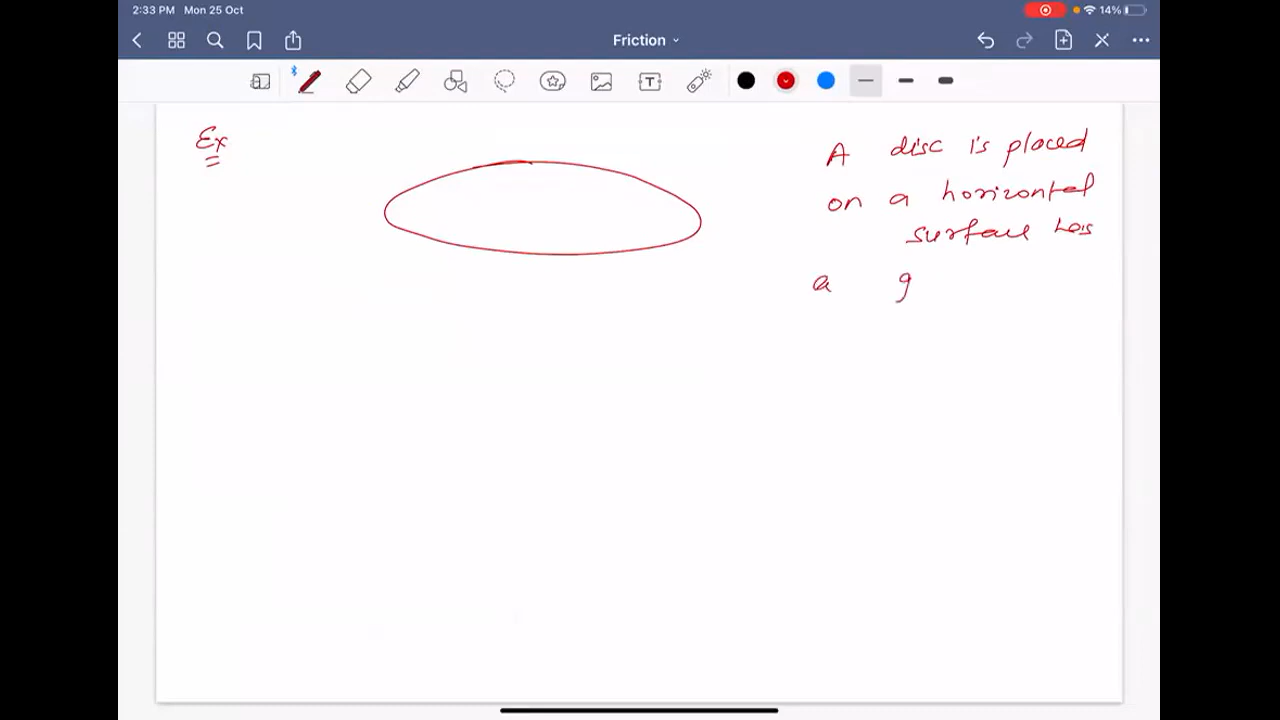 2:33 PM Mon 25 Oct
14%
Friction
T
Ex
A disc is placed
on a horizontal
surface has
a g